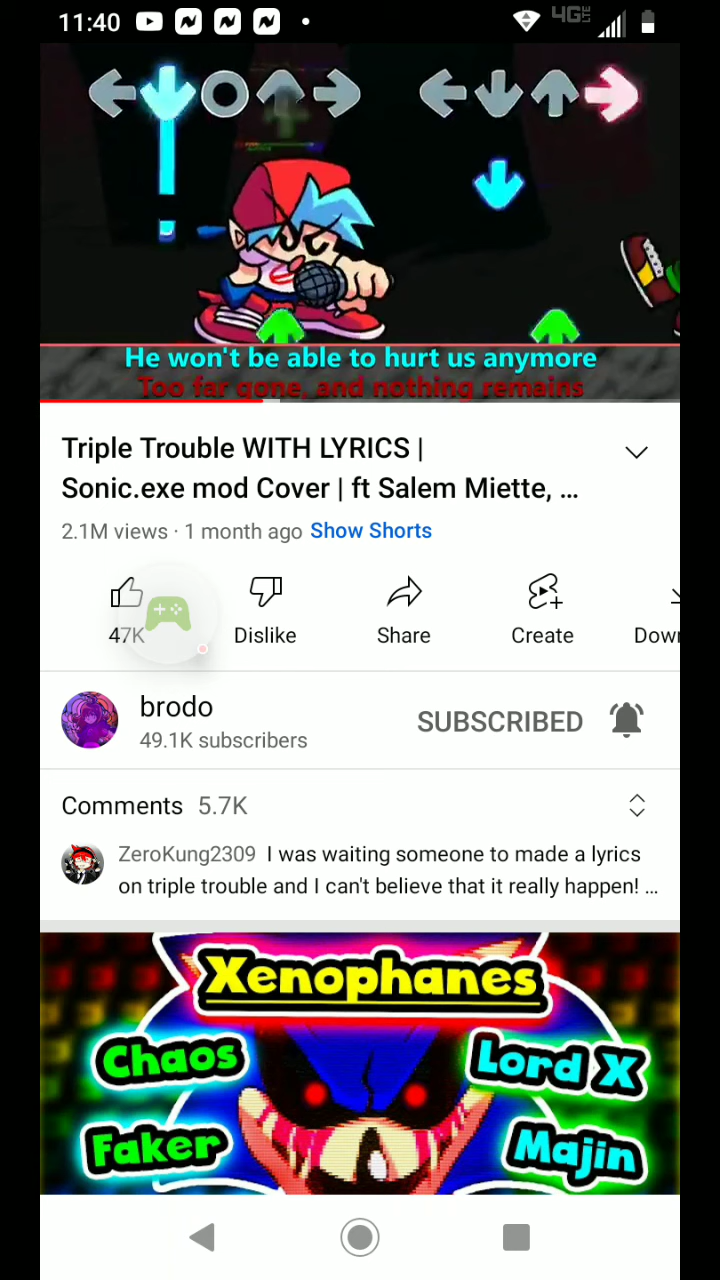 11:40
4G LTE
He won't be able to hurt us anymore
Too far gone, and nothing remains
Triple Trouble WITH LYRICS |
Sonic.exe mod Cover | ft Salem Miette, ...
2.1M views · 1 month ago Show Shorts
47K Dislike Share Create Down
brodo
SUBSCRIBED
49.1K subscribers
Comments 5.7K
ZeroKung2309 I was waiting someone to made a lyrics
on triple trouble and I can't believe that it really happen! ...
Xenophanes
Chaos Lord X
Faker Majin